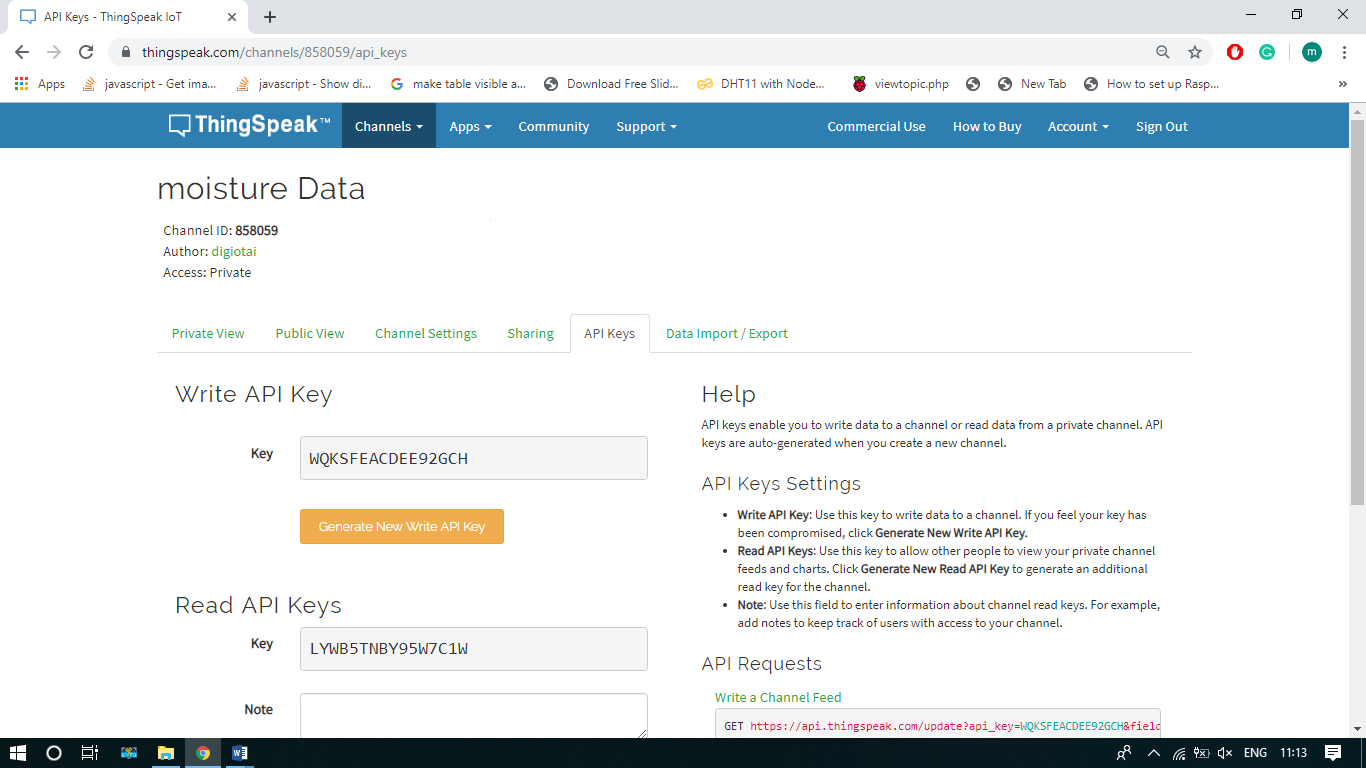 API Keys - ThingSpeak IoT
thingspeak.com/channels/858059/api_keys
m
Apps
javascript - Get ima...
javascript - Show di...
make table visible a...
Download Free Slid...
DHT11 with Node...
viewtopic.php
New Tab
How to set up Rasp...
ThingSpeak™
Channels
Apps
Community
Support
Commercial Use
How to Buy
Account
Sign Out
moisture Data
Channel ID: 858059
Author: digiotai
Access: Private
Private View
Public View
Channel Settings
Sharing
API Keys
Data Import / Export
Write API Key
Key
WQKSFEACDEE92GCH
Generate New Write API Key
Read API Keys
Key
LYWB5TNBY95W7C1W
Note
Help
API keys enable you to write data to a channel or read data from a private channel. API
keys are auto-generated when you create a new channel.
API Keys Settings
• Write API Key: Use this key to write data to a channel. If you feel your key has
been compromised, click Generate New Write API Key.
• Read API Keys: Use this key to allow other people to view your private channel
feeds and charts. Click Generate New Read API Key to generate an additional
read key for the channel.
• Note: Use this field to enter information about channel read keys. For example,
add notes to keep track of users with access to your channel.
API Requests
Write a Channel Feed
GET https://api.thingspeak.com/update?api_key=WQKSFEACDEE92GCH&field
ENG
11:13